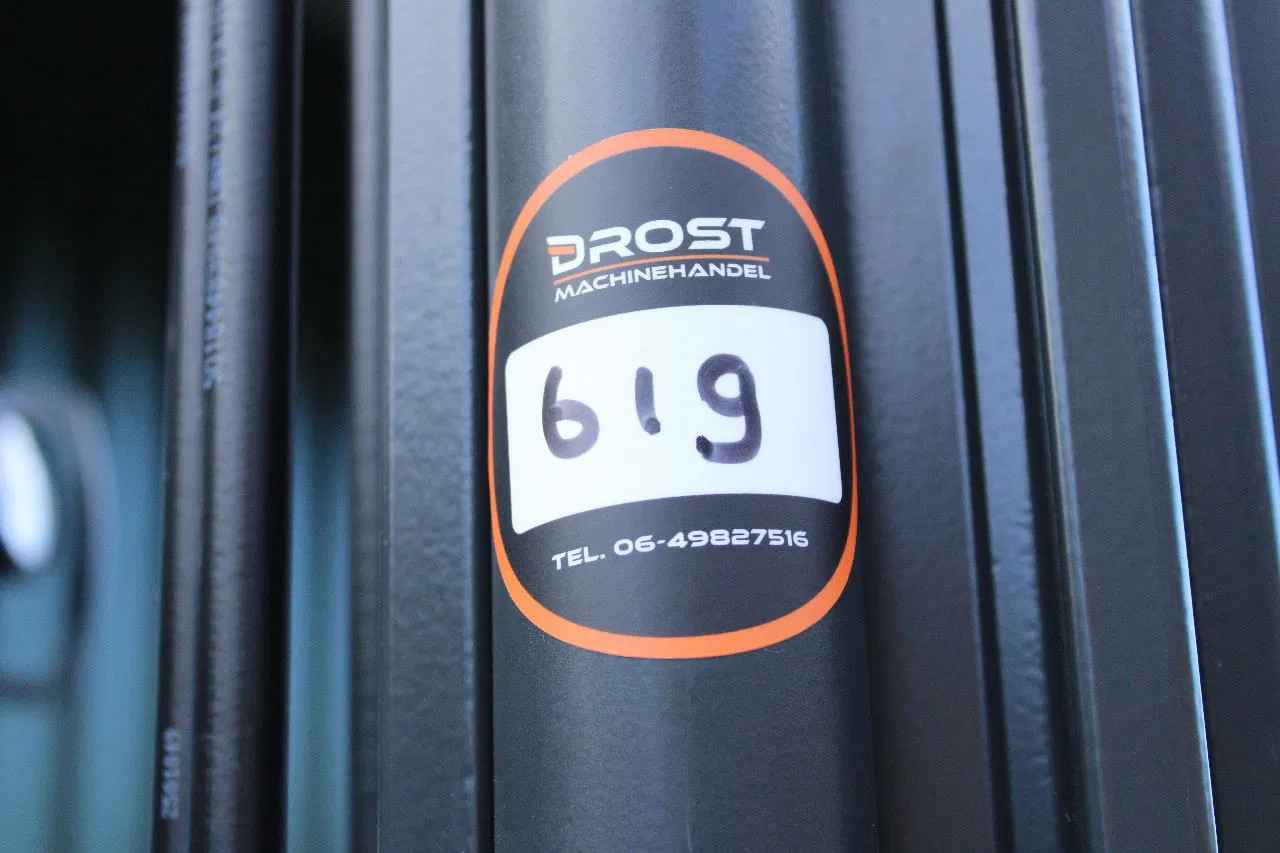 DROST
MACHINEHANDEL
619
TEL. 06-49827516